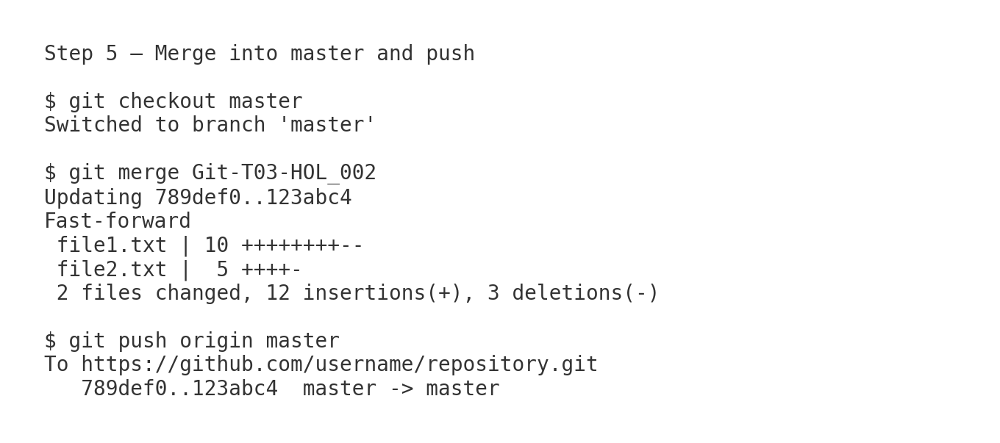 Step 5 – Merge into master and push
$ git checkout master
Switched to branch 'master'
$ git merge Git-T03-HOL_002
Updating 789def0..123abc4
Fast-forward
 file1.txt | 10 ++++++++--
 file2.txt |  5 ++++-
 2 files changed, 12 insertions(+), 3 deletions(-)
$ git push origin master
To https://github.com/username/repository.git
   789def0..123abc4  master -> master